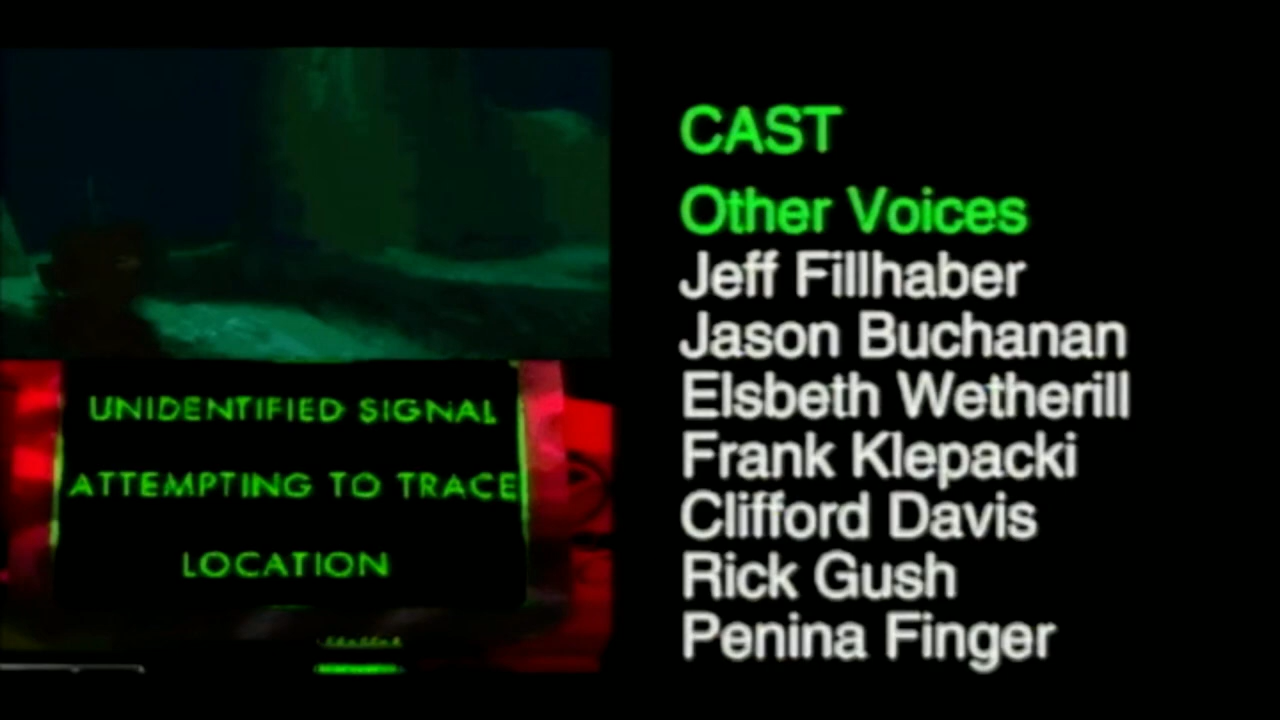 UNIDENTIFIED SIGNAL
ATTEMPTING TO TRACE
LOCATION
CAST
Other Voices
Jeff Fillhaber
Jason Buchanan
Elsbeth Wetherill
Frank Klepacki
Clifford Davis
Rick Gush
Penina Finger